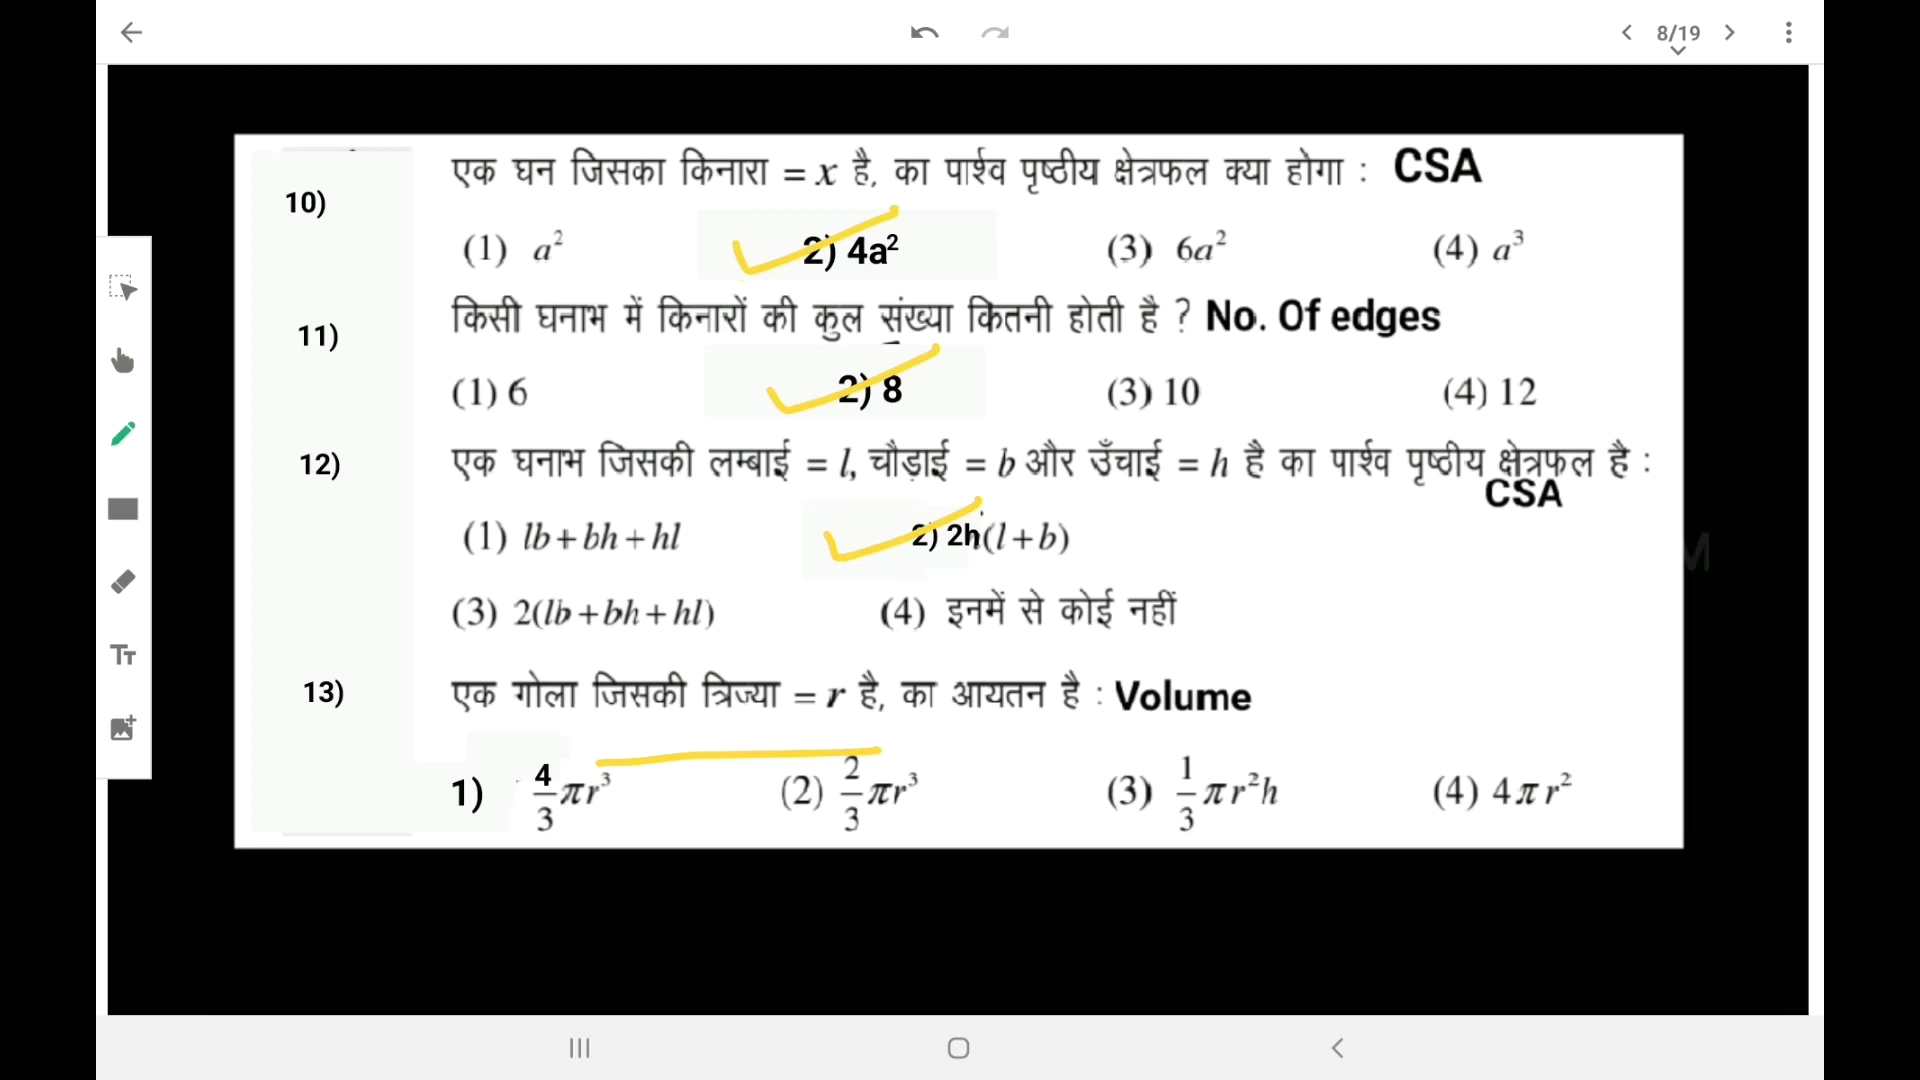 8/19
10) एक घन जिसका किनारा = x है, का पार्श्व पृष्ठीय क्षेत्रफल क्या होगा : CSA
(1) a² 2) 4a² (3) 6a² (4) a³
11) किसी घनाभ में किनारों की कुल संख्या कितनी होती है ? No. Of edges
(1) 6 2) 8 (3) 10 (4) 12
12) एक घनाभ जिसकी लम्बाई = l, चौड़ाई = b और उँचाई = h है का पार्श्व पृष्ठीय क्षेत्रफल है :
CSA
(1) lb + bh + hl 2) 2h(l + b)
(3) 2(lb + bh + hl) (4) इनमें से कोई नहीं
13) एक गोला जिसकी त्रिज्या = r है, का आयतन है : Volume
1) 4/3 πr³ (2) 2/3 πr³ (3) 1/3 πr²h (4) 4πr²